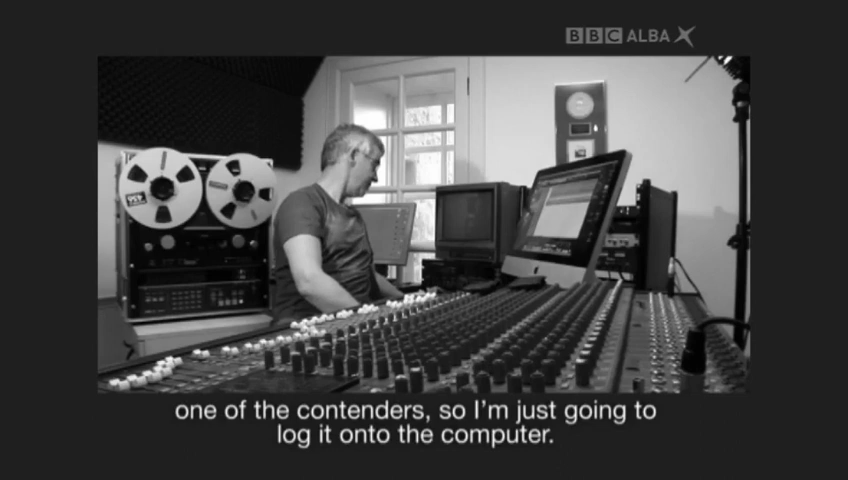 BBC ALBA
one of the contenders, so I'm just going to
log it onto the computer.